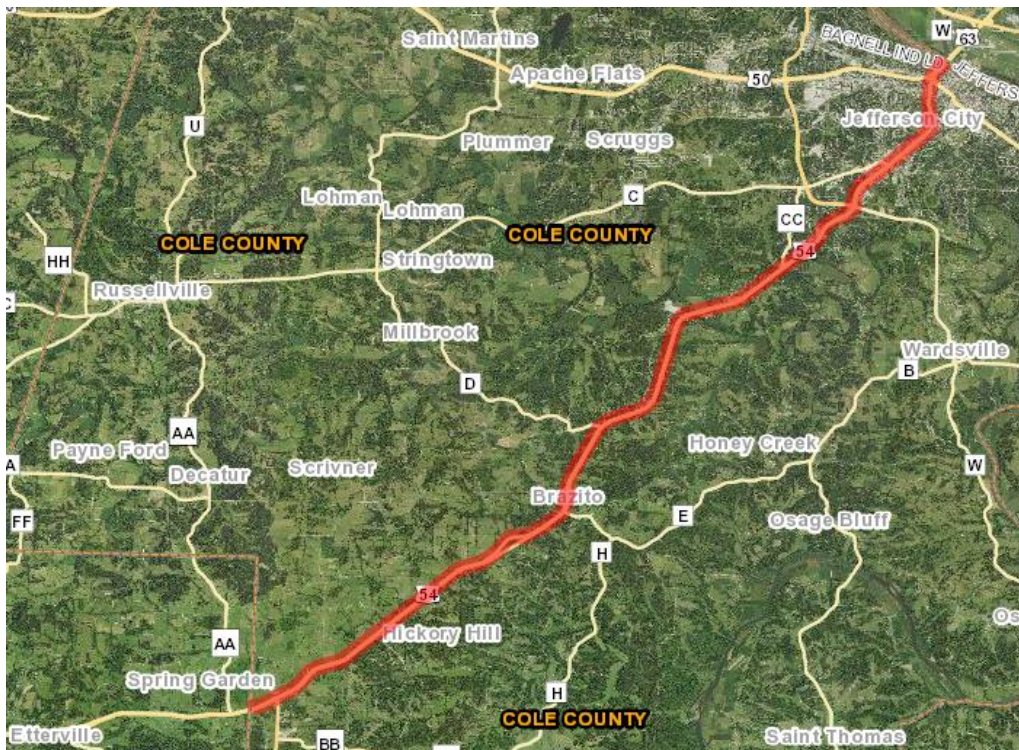 W
63
Saint Martins
BAGNELL IND LD
JEFFERS
Apache Flats
50
Jefferson City
U
Plummer
Scruggs
Lohman
C
Lohman
CC
COLE COUNTY
COLE COUNTY
54
HH
Stringtown
Russellville
C
Millbrook
Wardsville
B
D
AA
Honey Creek
Payne Ford
A
Decatur
Scrivner
W
Brazito
FF
E
Osage Bluff
H
54
Os
Hickory Hill
AA
Spring Garden
H
COLE COUNTY
Etterville
BB
Saint Thomas